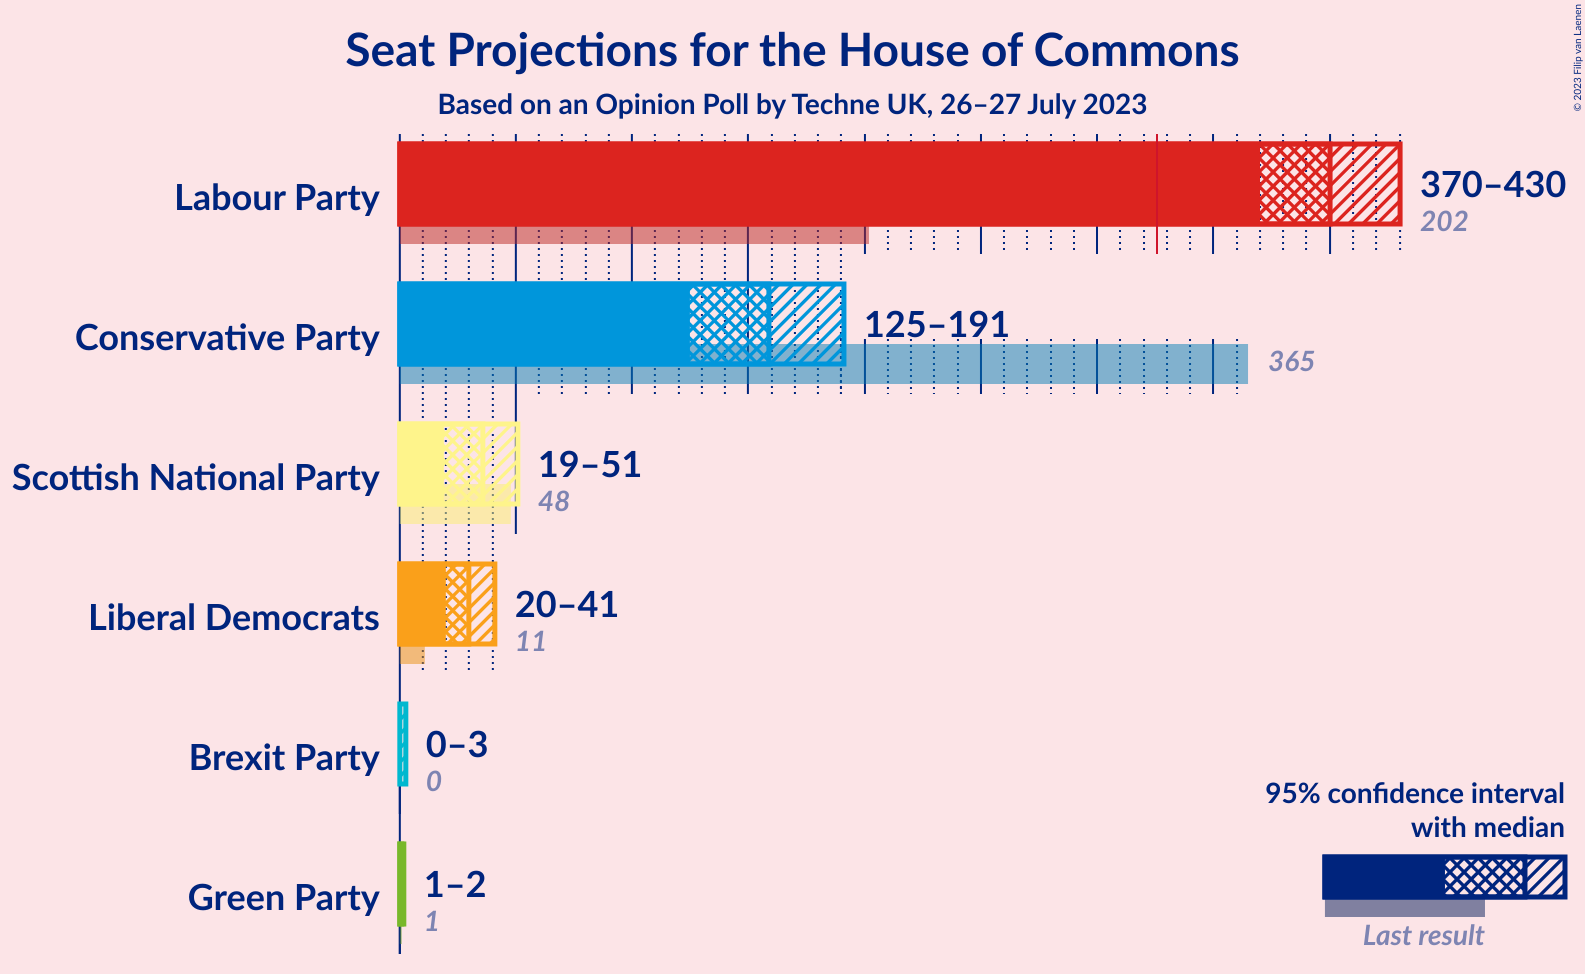 Seat Projections for the House of Commons
Based on an Opinion Poll by Techne UK, 26–27 July 2023
© 2023 Filip van Laenen
Labour Party
370–430
202
Conservative Party
125–191
365
Scottish National Party
19–51
48
Liberal Democrats
20–41
11
Brexit Party
0–3
0
Green Party
1–2
1
95% confidence interval
with median
Last result